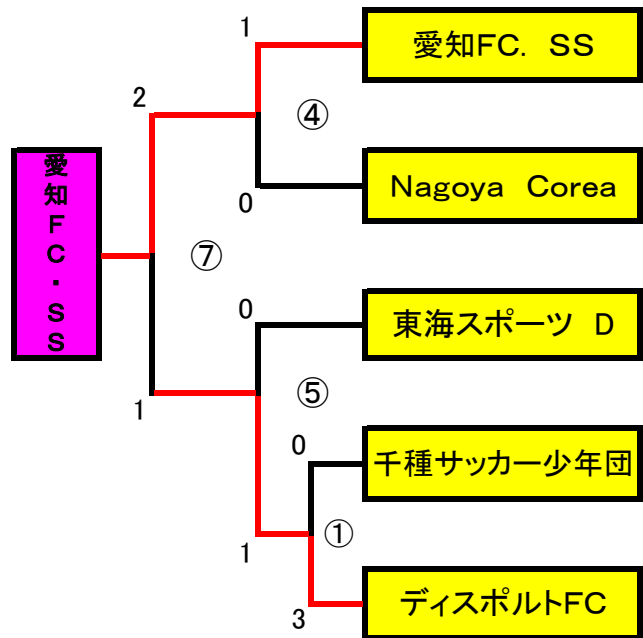 1
愛知FC. SS
2
④
愛知FC・SS
0
Nagoya Corea
⑦
0
東海スポーツ D
1
⑤
0
千種サッカー少年団
1
①
3
ディスポルトFC